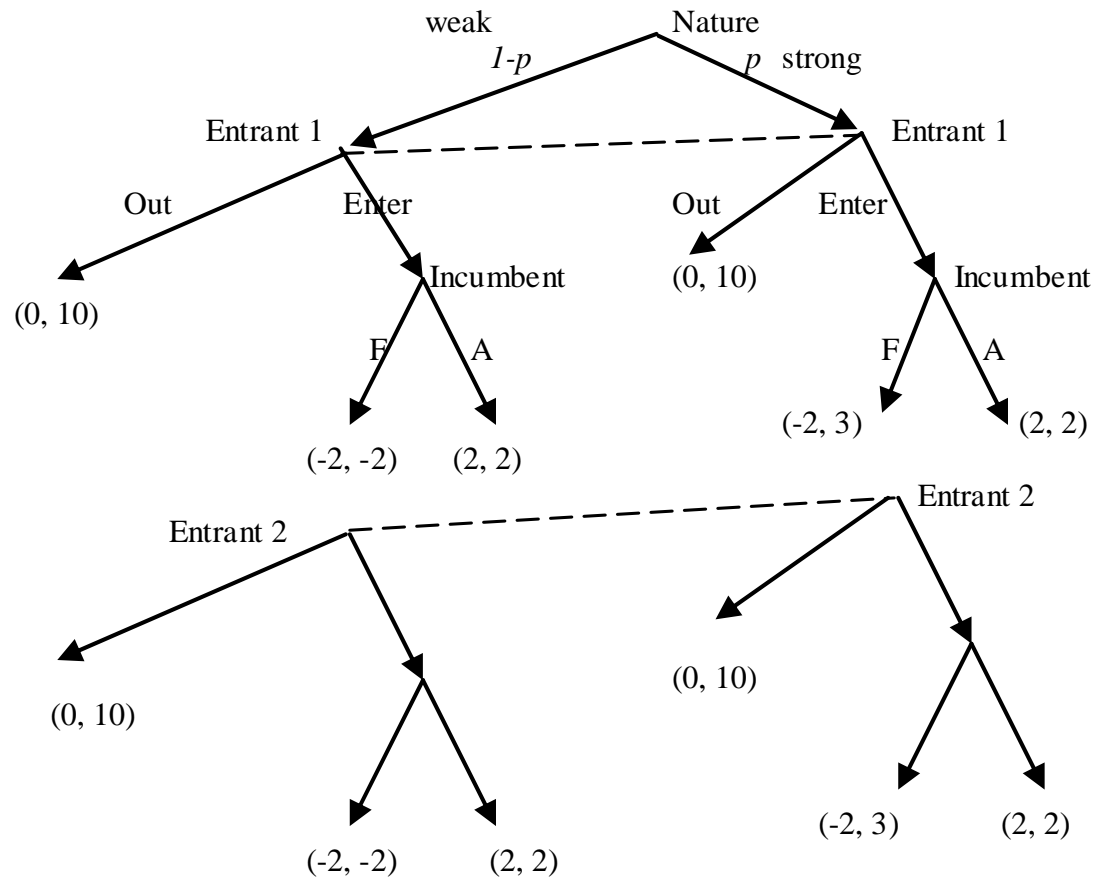 weak Nature
1-p p strong
Entrant 1 Entrant 1
Out Enter Out Enter
(0, 10) Incumbent (0, 10) Incumbent
F A F A
(-2, -2) (2, 2) (-2, 3) (2, 2)
Entrant 2 Entrant 2
(0, 10) (0, 10)
(-2, -2) (2, 2) (-2, 3) (2, 2)